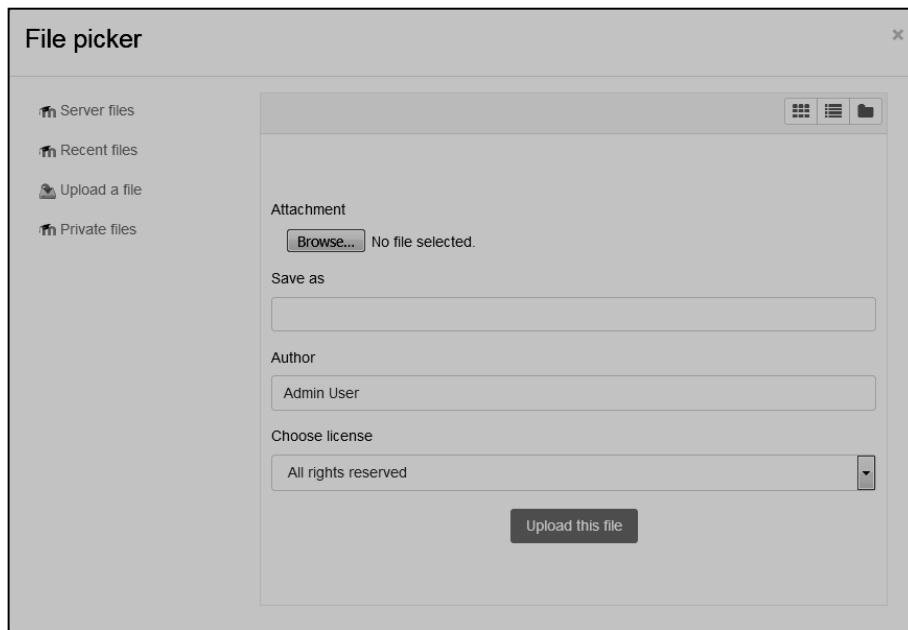 File picker
Server files
Recent files
Upload a file
Private files
Attachment
Browse... No file selected.
Save as
Author
Admin User
Choose license
All rights reserved
Upload this file